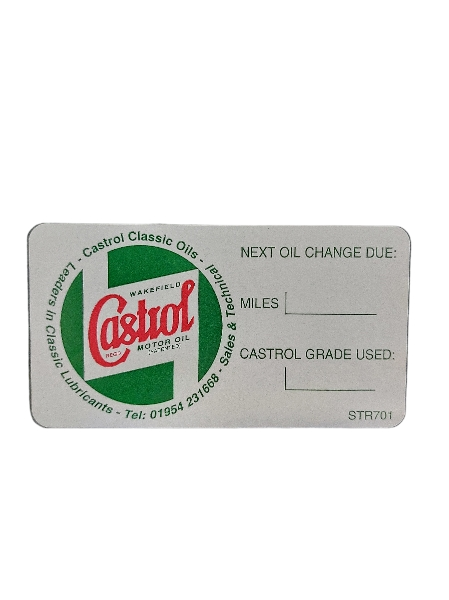 - Castrol Classic Oils -
Leaders in Classic Lubricants - Tel: 01954 231668 - Sales & Technical
WAKEFIELD
Castrol
REGD
MOTOR OIL
NEXT OIL CHANGE DUE:
MILES
CASTROL GRADE USED:
STR701